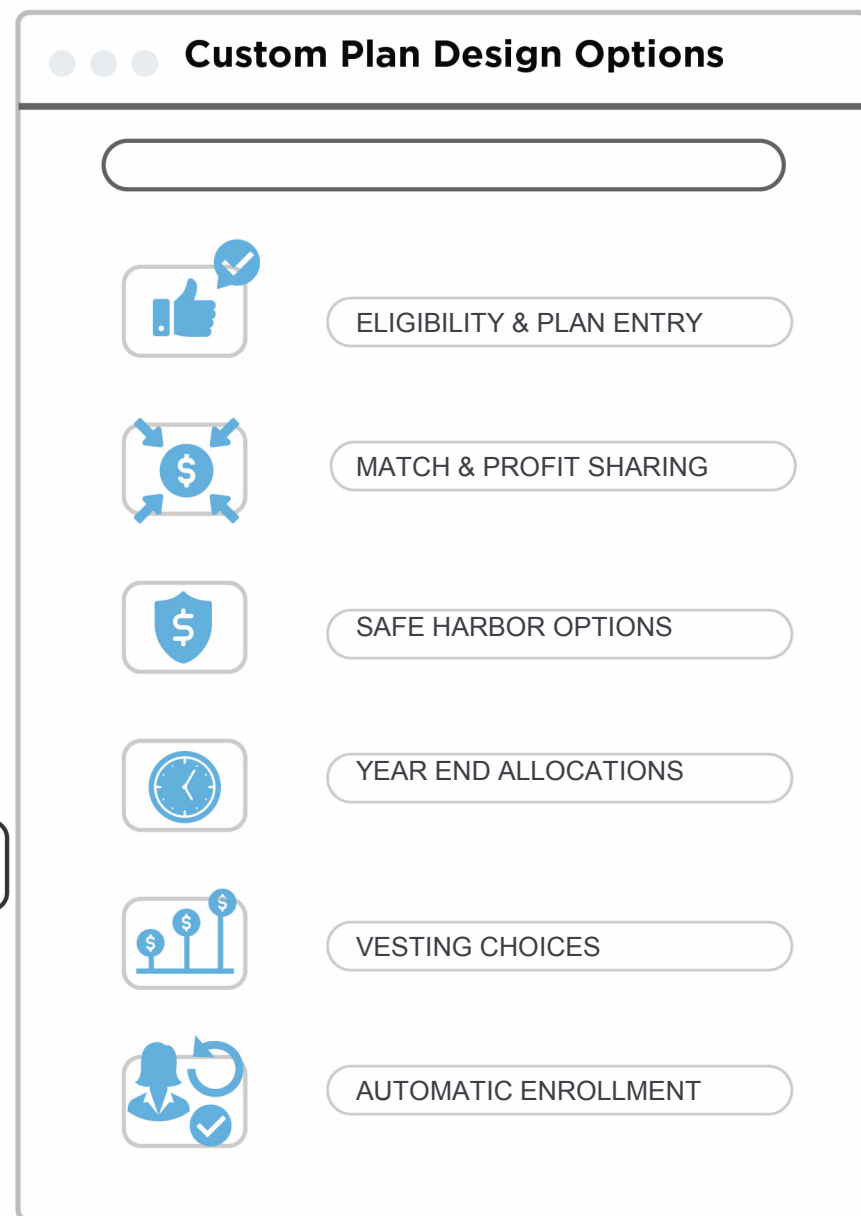 Custom Plan Design Options
ELIGIBILITY & PLAN ENTRY
$
MATCH & PROFIT SHARING
$
SAFE HARBOR OPTIONS
YEAR END ALLOCATIONS
$ $ $
VESTING CHOICES
AUTOMATIC ENROLLMENT